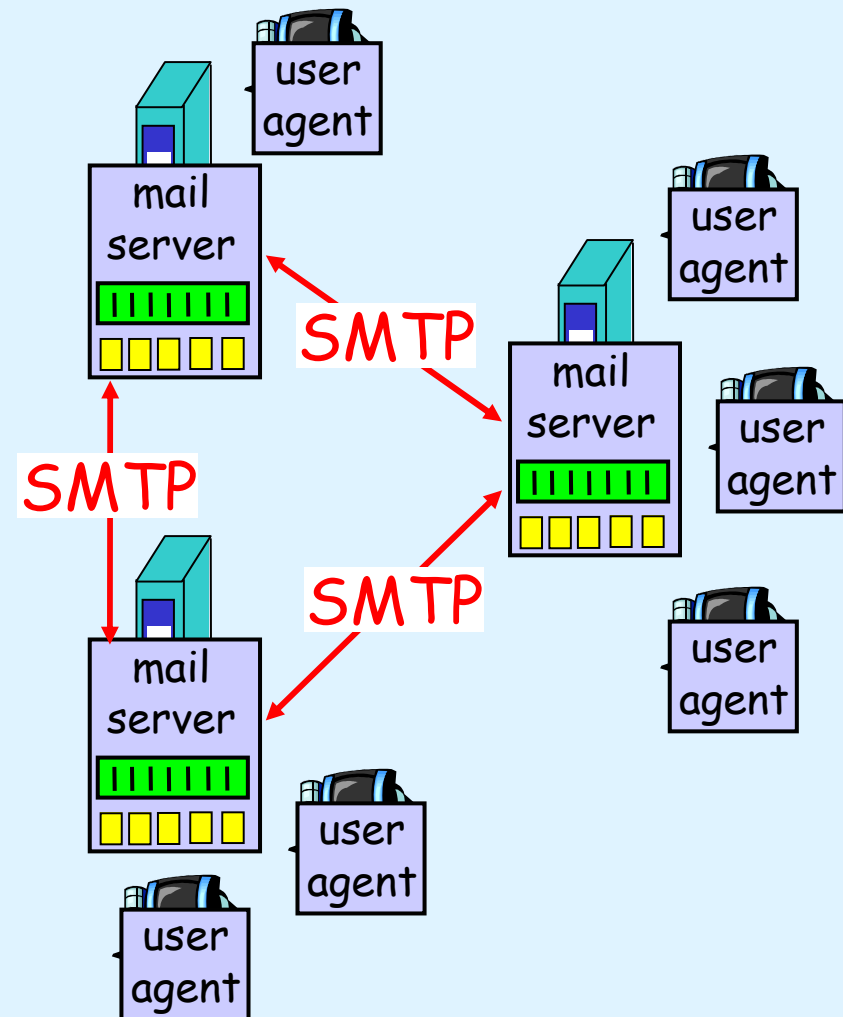 user
agent
mail
server
user
agent
SMTP
mail
server
user
agent
SMTP
SMTP
user
agent
mail
server
user
agent
user
agent